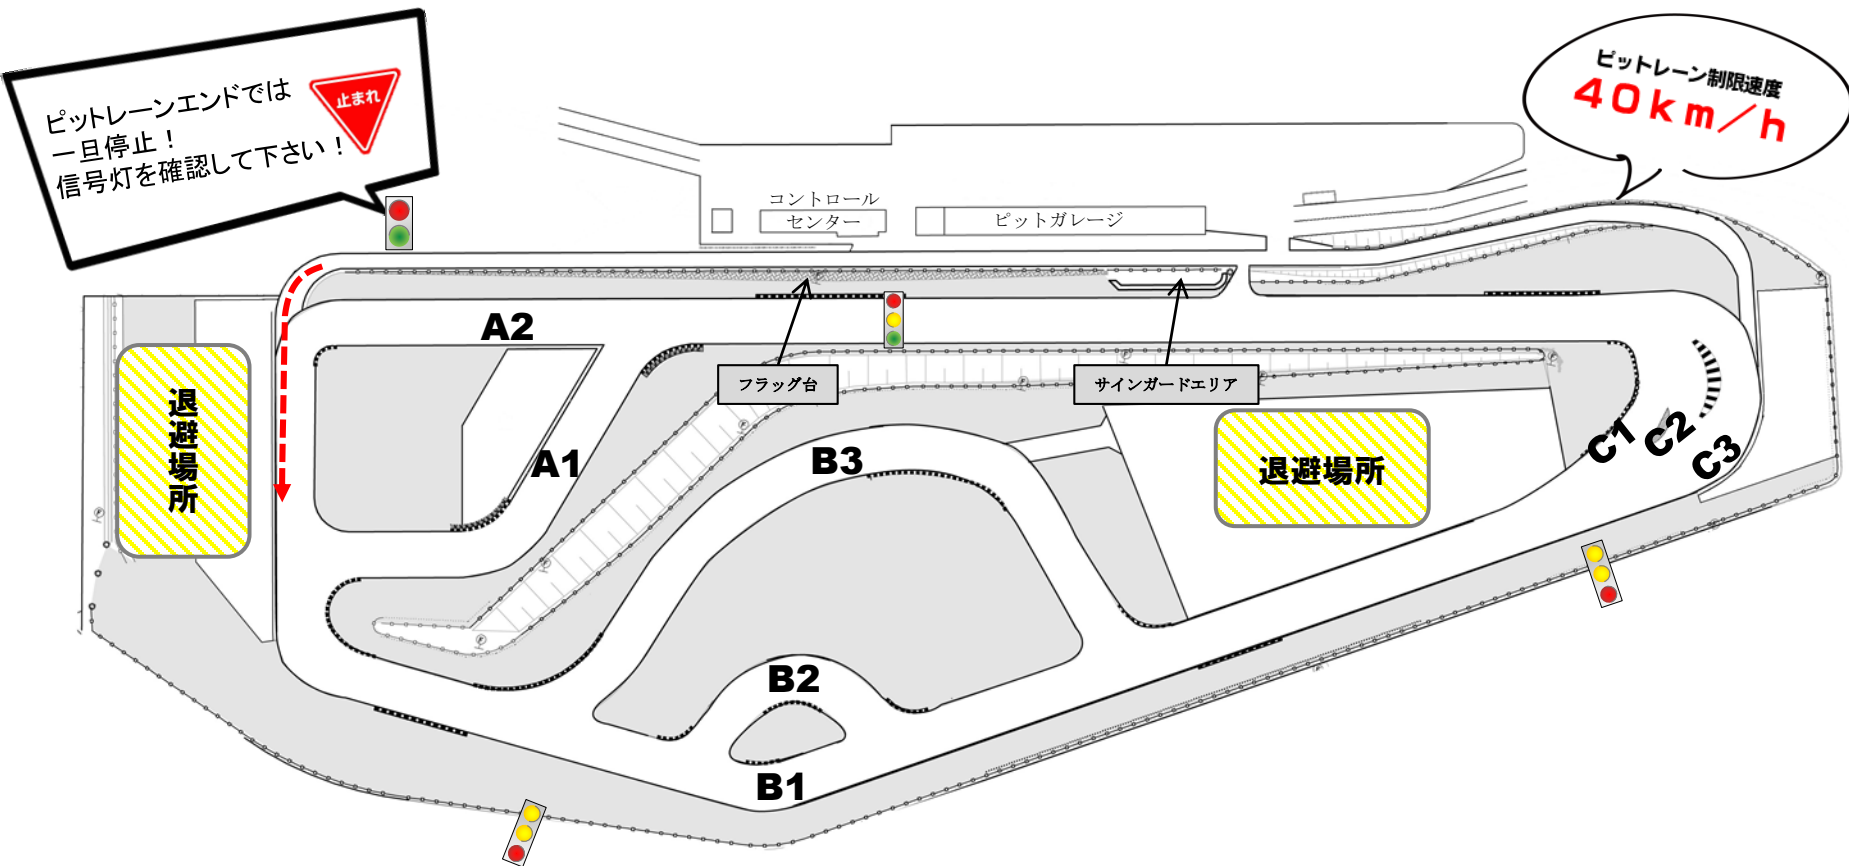 ピットレーンエンドでは
一旦停止！
信号灯を確認して下さい！
止まれ
ピットレーン制限速度
40km/h
コントロール
センター
ピットガレージ
A2
フラッグ台
サインガードエリア
退避場所
A1
B3
退避場所
C1
C2
C3
B2
B1